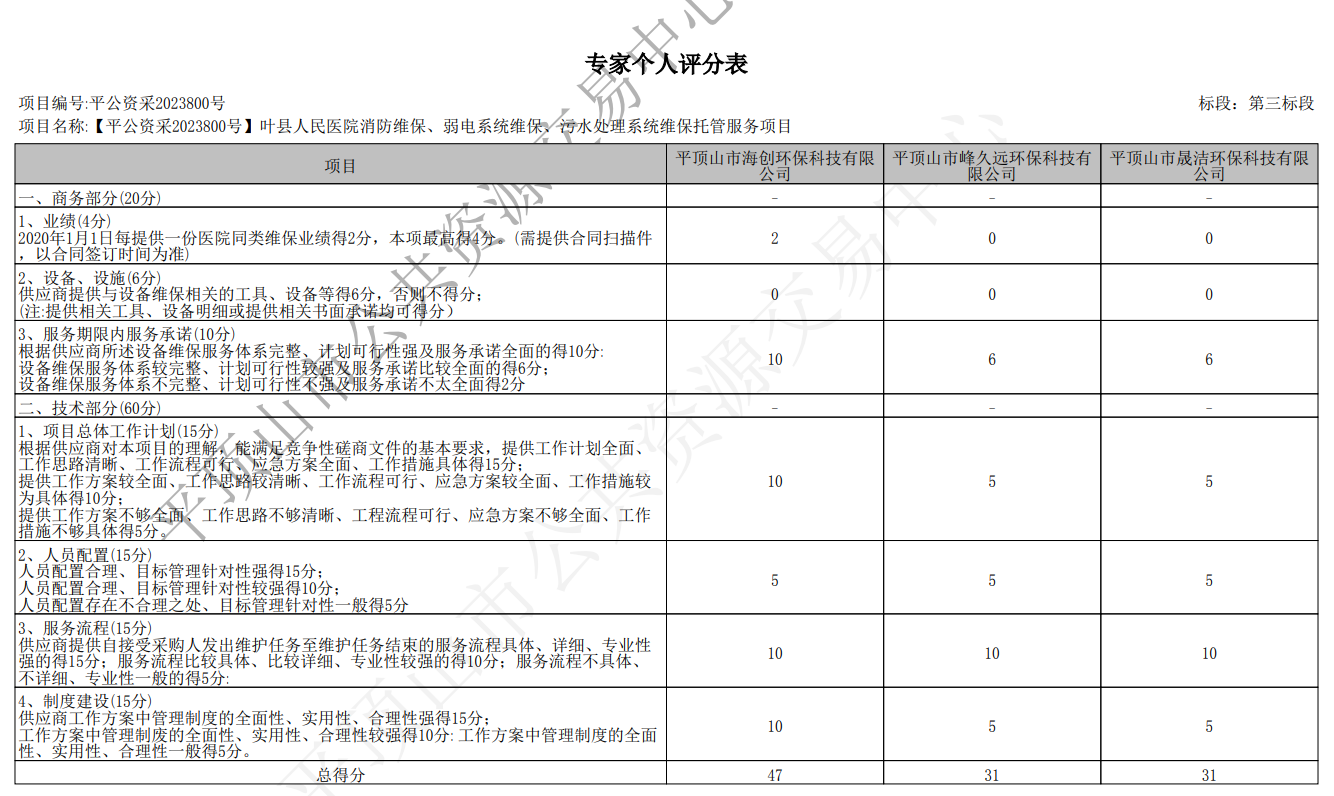 专家个人评分表
项目编号:平公资采2023800号
标段：第三标段
项目名称:【平公资采2023800号】叶县人民医院消防维保、弱电系统维保、污水处理系统维保托管服务项目
项目
平顶山市海创环保科技有限
公司
平顶山市峰久远环保科技有
限公司
平顶山市晟洁环保科技有限
公司
一、商务部分(20分)
-
-
-
1、业绩(4分)
2020年1月1日每提供一份医院同类维保业绩得2分，本项最高得4分。(需提供合同扫描件
，以合同签订时间为准)
2
0
0
2、设备、设施(6分)
供应商提供与设备维保相关的工具、设备等得6分，否则不得分；
(注:提供相关工具、设备明细或提供相关书面承诺均可得分）
0
0
0
3、服务期限内服务承诺(10分)
根据供应商所述设备维保服务体系完整、计划可行性强及服务承诺全面的得10分:
设备维保服务体系较完整、计划可行性较强及服务承诺比较全面的得6分；
设备维保服务体系不完整、计划可行性不强及服务承诺不太全面得2分
10
6
6
二、技术部分(60分)
-
-
-
1、项目总体工作计划(15分)
根据供应商对本项目的理解，能满足竞争性磋商文件的基本要求，提供工作计划全面、
工作思路清晰、工作流程可行、应急方案全面、工作措施具体得15分；
提供工作方案较全面、工作思路较清晰、工作流程可行、应急方案较全面、工作措施较
为具体得10分；
提供工作方案不够全面、工作思路不够清晰、工程流程可行、应急方案不够全面、工作
措施不够具体得5分。
10
5
5
2、人员配置(15分)
人员配置合理、目标管理针对性强得15分；
人员配置合理、目标管理针对性较强得10分；
人员配置存在不合理之处、目标管理针对性一般得5分
5
5
5
3、服务流程(15分)
供应商提供自接受采购人发出维护任务至维护任务结束的服务流程具体、详细、专业性
强的得15分；服务流程比较具体、比较详细、专业性较强的得10分；服务流程不具体、
不详细、专业性一般的得5分:
10
10
10
4、制度建设(15分)
供应商工作方案中管理制度的全面性、实用性、合理性强得15分；
工作方案中管理制度的全面性、实用性、合理性较强得10分:工作方案中管理制度的全面
性、实用性、合理性一般得5分。
10
5
5
总得分
47
31
31
平顶山市公共资源交易中心
平顶山市公共资源交易中心